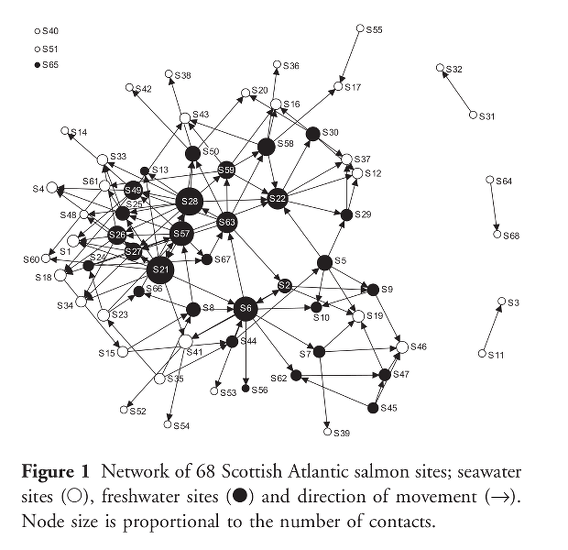 S40
S51
S65
S55
S38
S36
S32
S42
S20
S17
S16
S43
S31
S14
S30
S58
S50
S33
S37
S59
S13
S12
S61
S4
S49
S64
S28
S22
S25
S48
S29
S63
S26
S57
S68
S1
S27
S60
S67
S24
S5
S21
S18
S2
S9
S66
S34
S3
S8
S6
S10
S23
S19
S41
S44
S46
S15
S7
S11
S35
S62
S47
S53
S56
S52
S45
S54
S39
Figure 1 Network of 68 Scottish Atlantic salmon sites; seawater
sites (○), freshwater sites (●) and direction of movement (→).
Node size is proportional to the number of contacts.